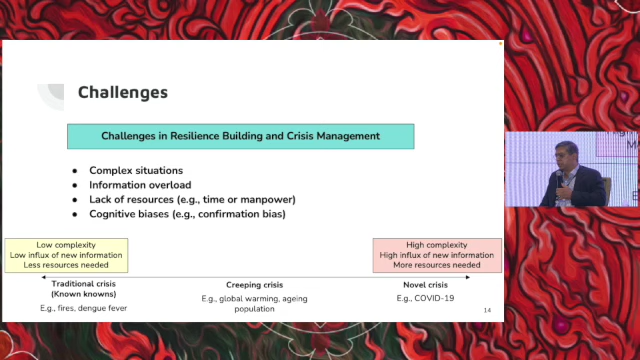 Challenges
Challenges in Resilience Building and Crisis Management
● Complex situations
● Information overload
● Lack of resources (e.g., time or manpower)
● Cognitive biases (e.g., confirmation bias)
Low complexity
Low influx of new information
Less resources needed
High complexity
High influx of new information
More resources needed
Traditional crisis
(Known knowns)
E.g., fires, dengue fever
Creeping crisis
E.g., global warming, ageing
population
Novel crisis
E.g., COVID-19
14